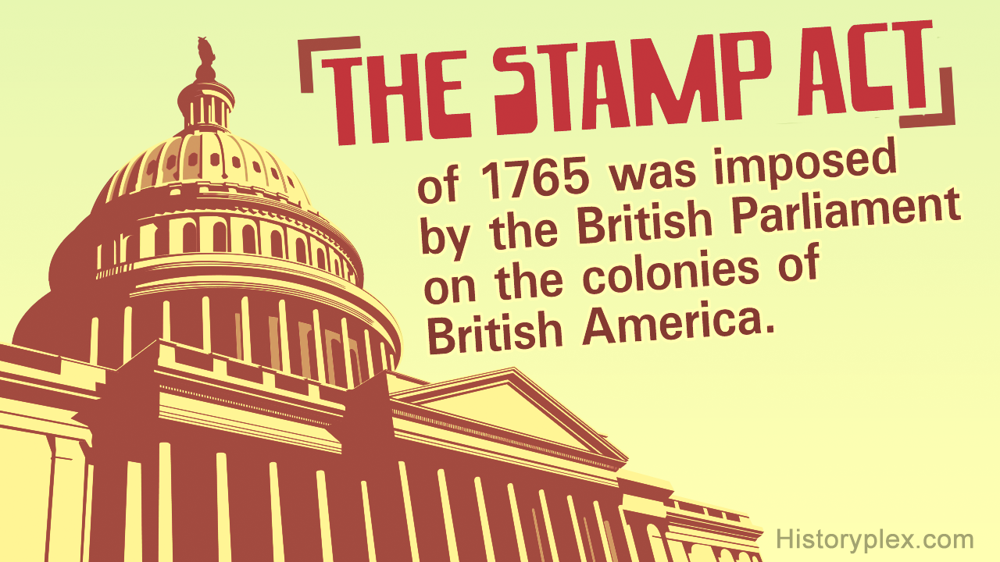 THE STAMP ACT
of 1765 was imposed
by the British Parliament
on the colonies of
British America.
Historyplex.com